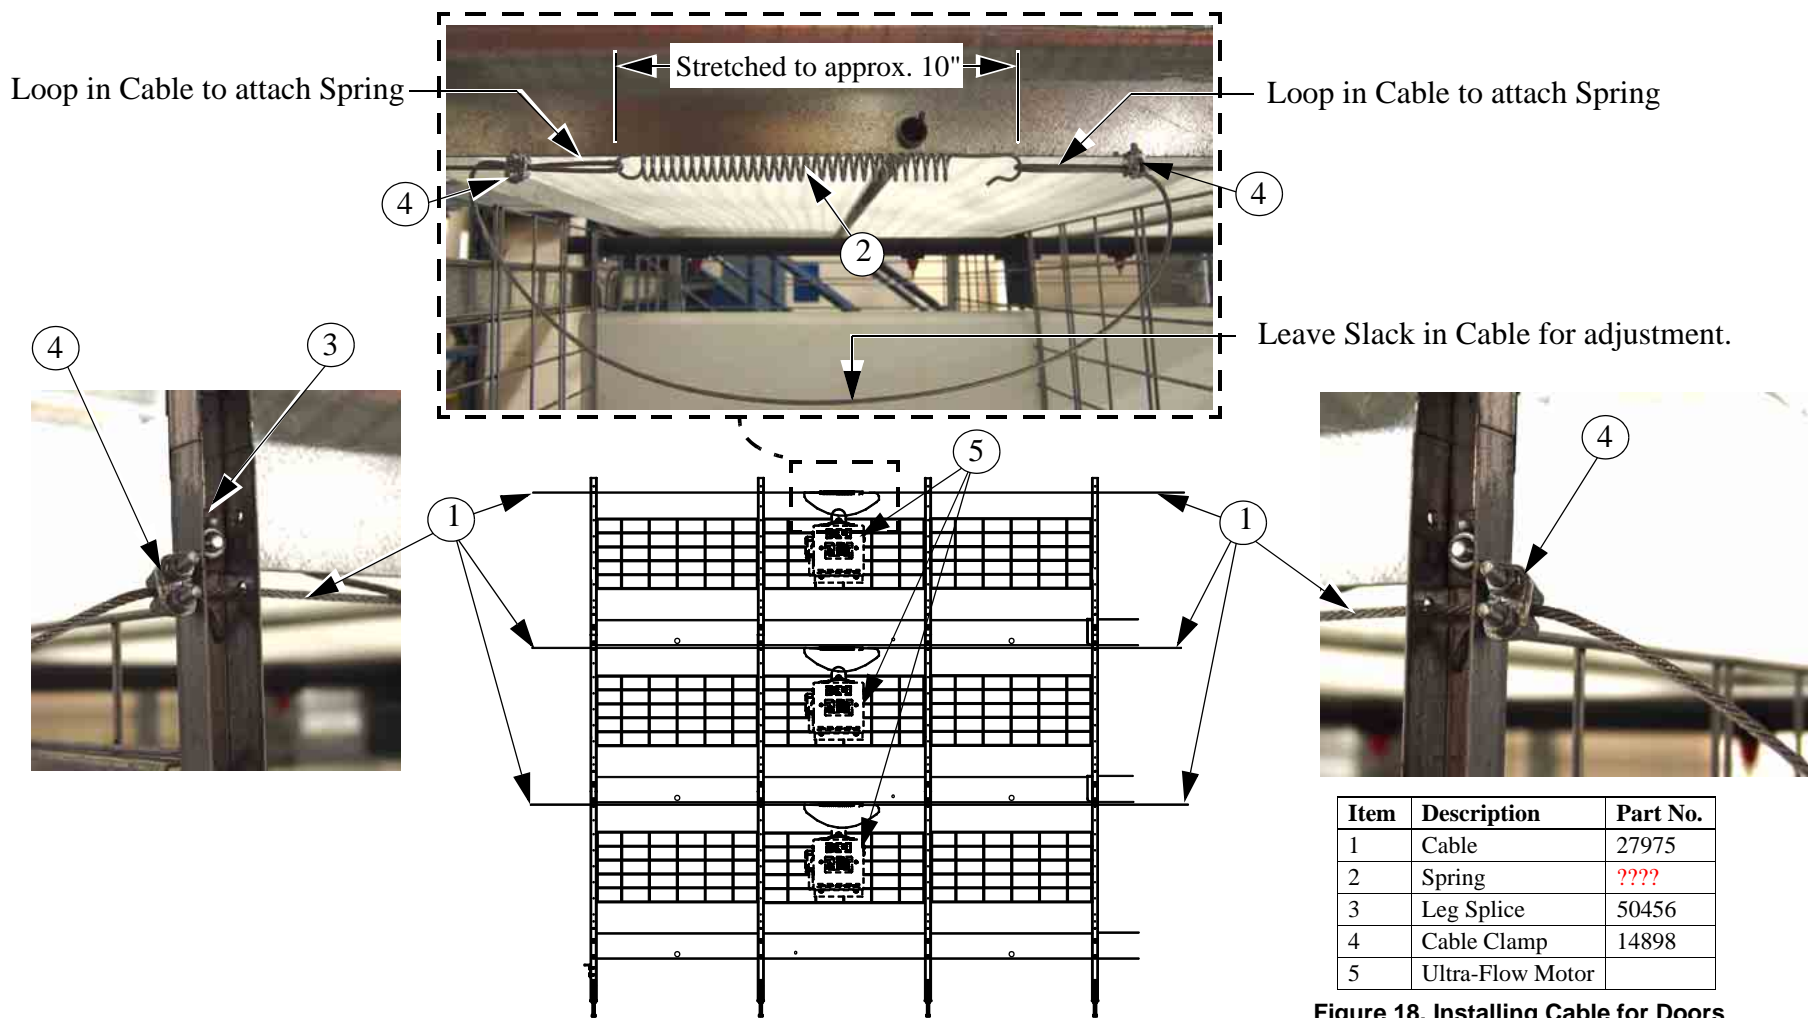 Stretched to approx. 10"
Loop in Cable to attach Spring
Loop in Cable to attach Spring
4
4
2
Leave Slack in Cable for adjustment.
4
3
4
5
1
1
Item Description Part No.
1 Cable 27975
2 Spring ????
3 Leg Splice 50456
4 Cable Clamp 14898
5 Ultra-Flow Motor
Figure 18. Installing Cable for Doors